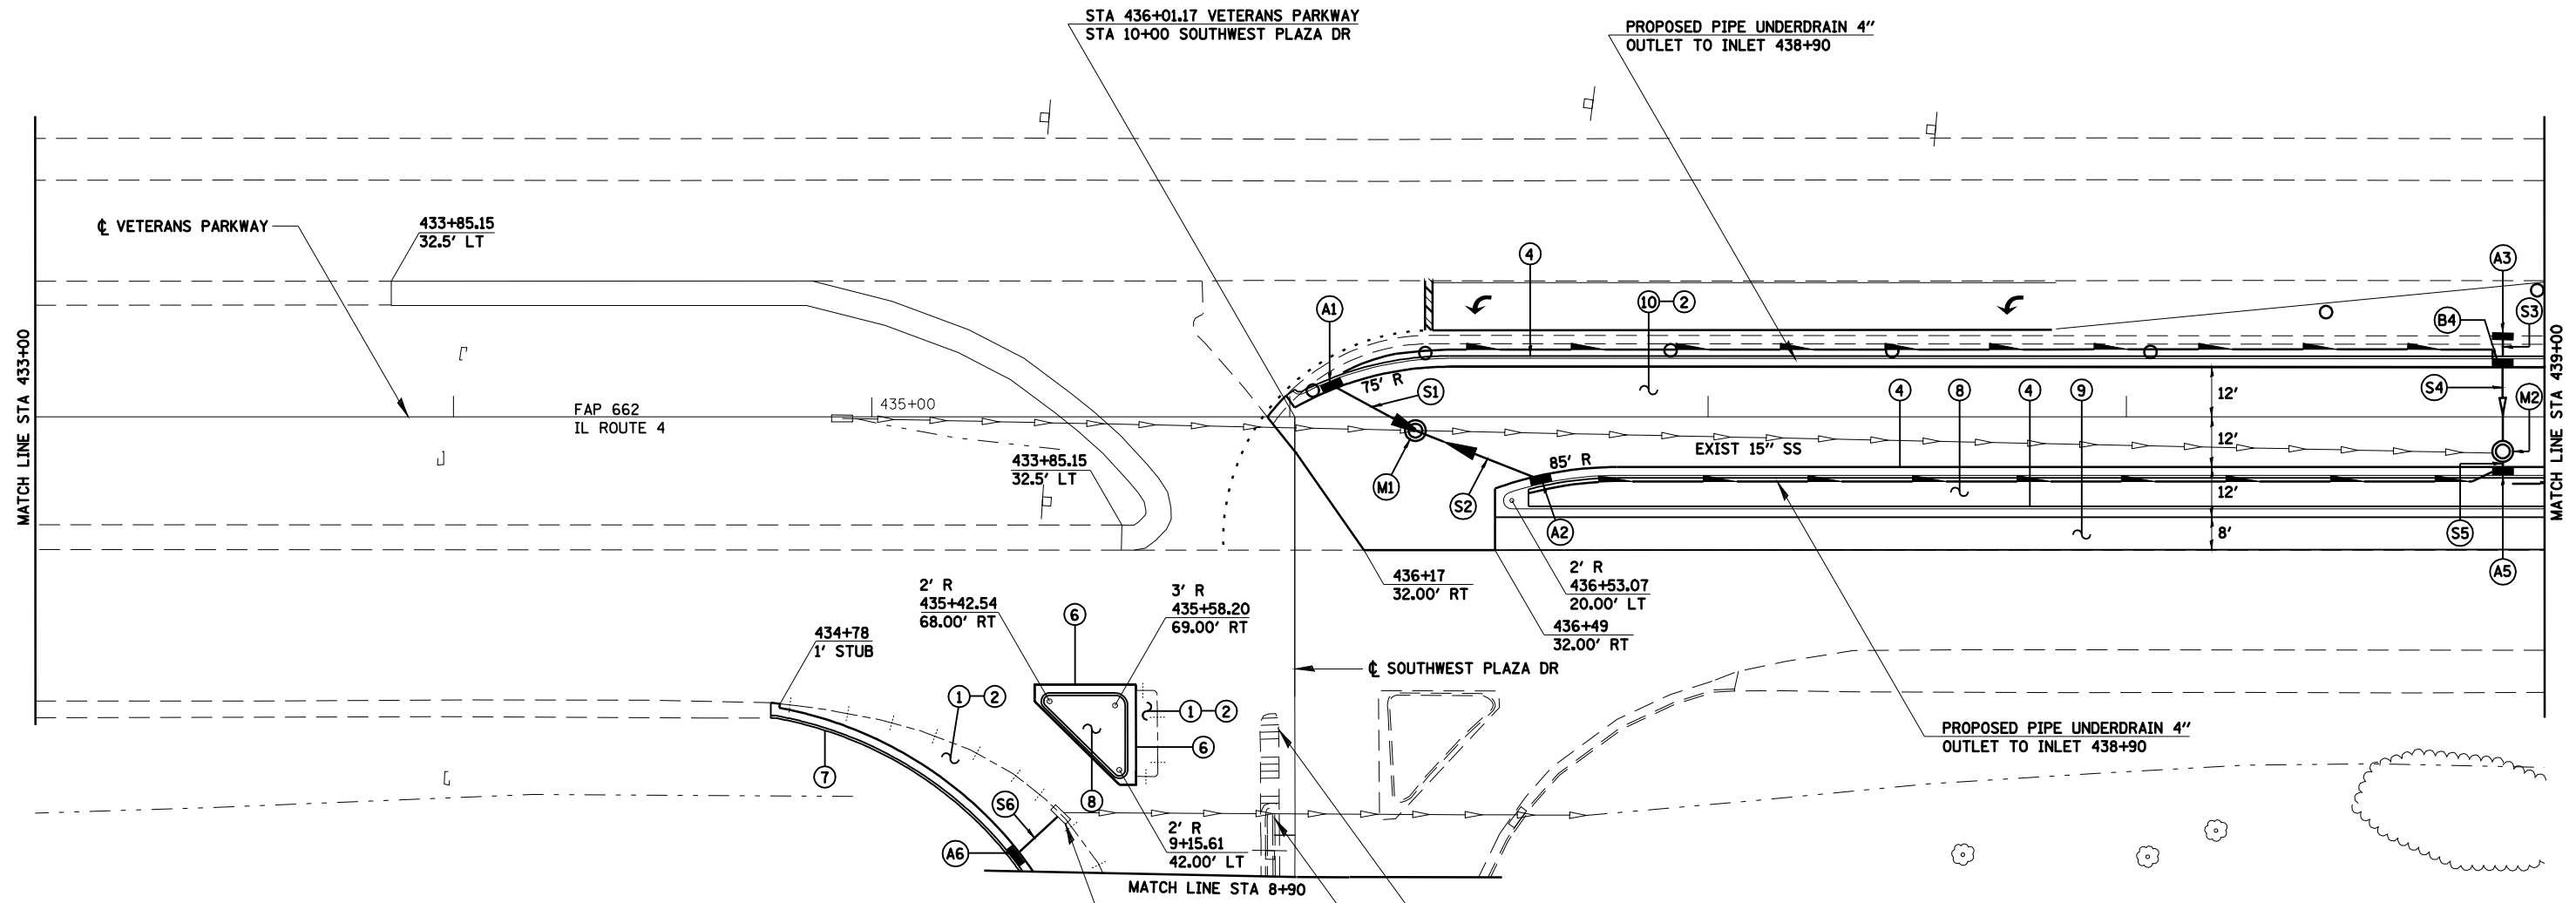 STA 436+01.17 VETERANS PARKWAY
STA 10+00 SOUTHWEST PLAZA DR
PROPOSED PIPE UNDERDRAIN 4"
OUTLET TO INLET 438+90
℄ VETERANS PARKWAY
433+85.15
32.5' LT
4
A3
A1
10
2
S3
B4
MATCH LINE STA 433+00
MATCH LINE STA 439+00
75' R
S1
4
8
4
9
12'
S4
M2
435+00
FAP 662
IL ROUTE 4
12'
EXIST 15" SS
433+85.15
32.5' LT
85' R
M1
S2
12'
A2
8'
S5
A5
436+17
32.00' RT
2' R
436+53.07
20.00' LT
436+49
32.00' RT
2' R
435+42.54
68.00' RT
3' R
435+58.20
69.00' RT
6
434+78
1' STUB
℄ SOUTHWEST PLAZA DR
1
2
1
2
6
PROPOSED PIPE UNDERDRAIN 4"
OUTLET TO INLET 438+90
7
8
S6
2' R
9+15.61
42.00' LT
A6
MATCH LINE STA 8+90